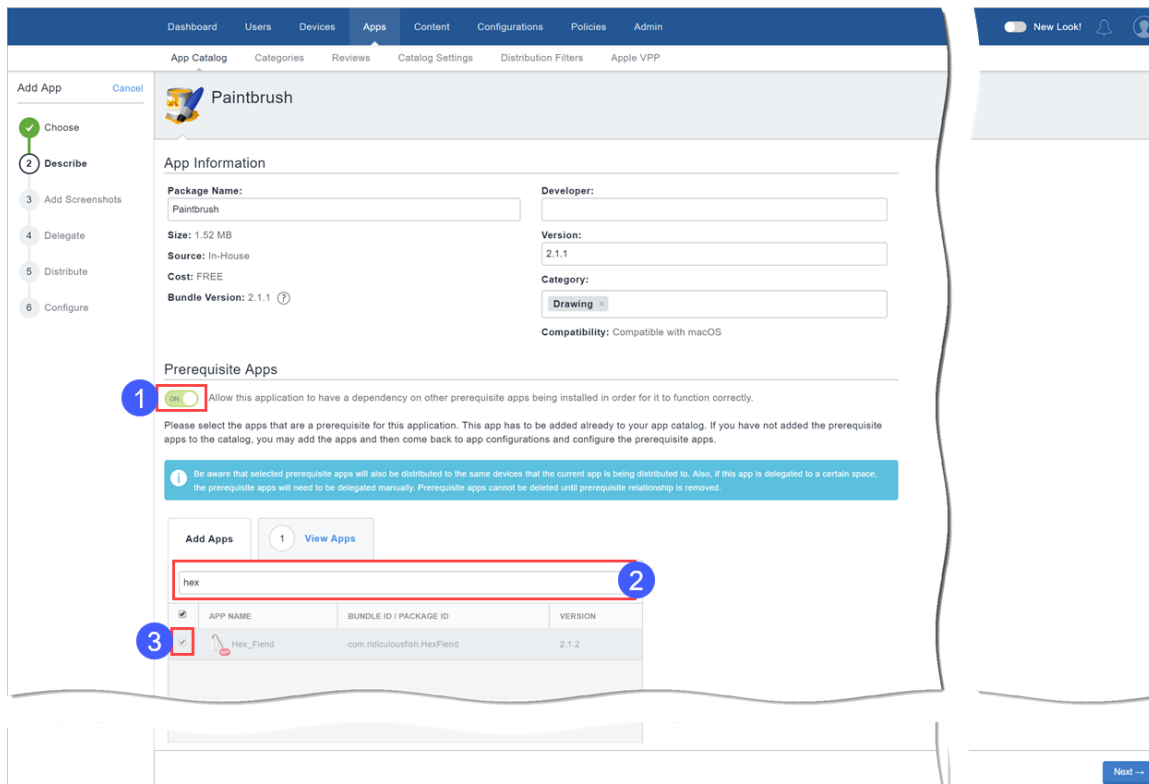 Dashboard Users Devices Apps Content Configurations Policies Admin New Look!
App Catalog Categories Reviews Catalog Settings Distribution Filters Apple VPP
Add App Cancel
Choose
2 Describe
3 Add Screenshots
4 Delegate
5 Distribute
6 Configure
Paintbrush
App Information
Package Name:
Paintbrush
Size: 1.52 MB
Source: In-House
Cost: FREE
Bundle Version: 2.1.1 ?
Developer:
Version:
2.1.1
Category:
Drawing ×
Compatibility: Compatible with macOS
Prerequisite Apps
1 ON Allow this application to have a dependency on other prerequisite apps being installed in order for it to function correctly.
Please select the apps that are a prerequisite for this application. This app has to be added already to your app catalog. If you have not added the prerequisite
apps to the catalog, you may add the apps and then come back to app configurations and configure the prerequisite apps.
i Be aware that selected prerequisite apps will also be distributed to the same devices that the current app is being distributed to. Also, if this app is delegated to a certain space,
the prerequisite apps will need to be delegated manually. Prerequisite apps cannot be deleted until prerequisite relationship is removed.
Add Apps 1 View Apps
hex 2
APP NAME BUNDLE ID / PACKAGE ID VERSION
3 Hex_Fiend com.ridiculousfish.HexFiend 2.1.2
Next →